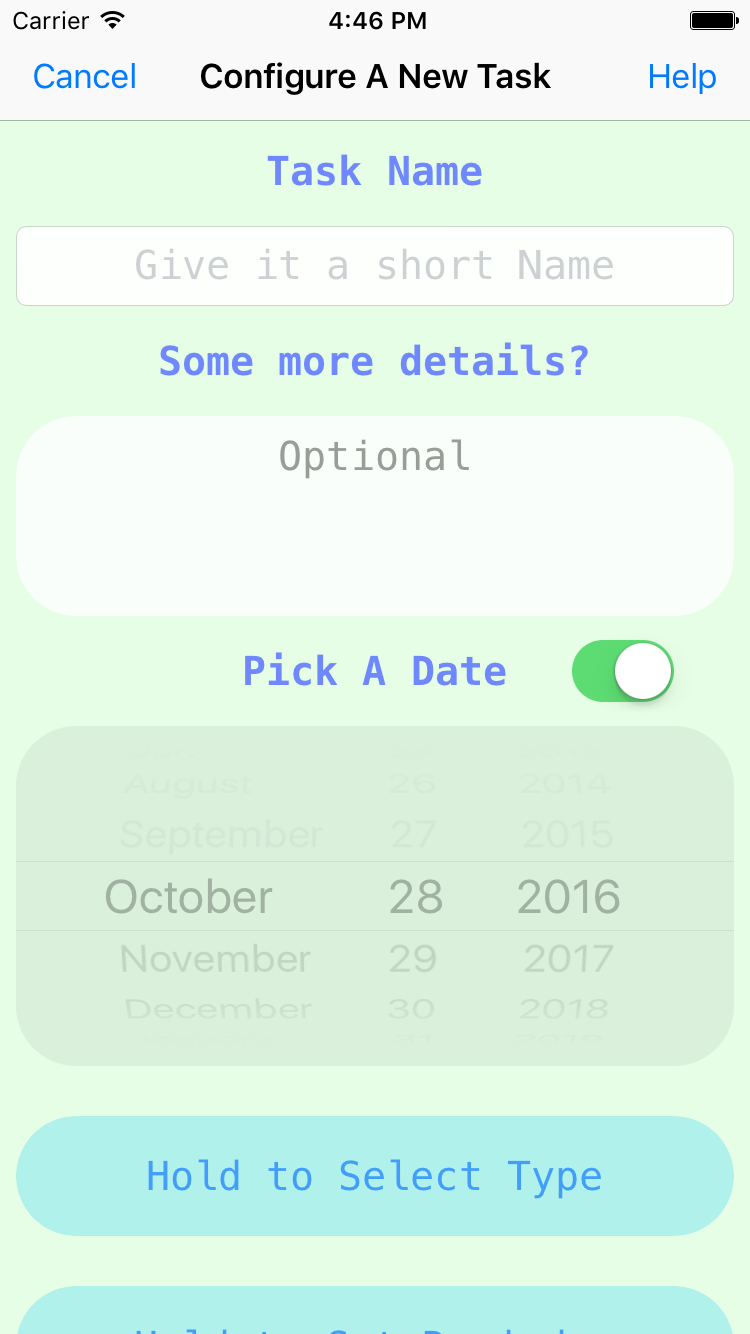 Carrier 4:46 PM
Cancel Configure A New Task Help
Task Name
Give it a short Name
Some more details?
Optional
Pick A Date
August 26 2014
September 27 2015
October 28 2016
November 29 2017
December 30 2018
31 2019
Hold to Select Type